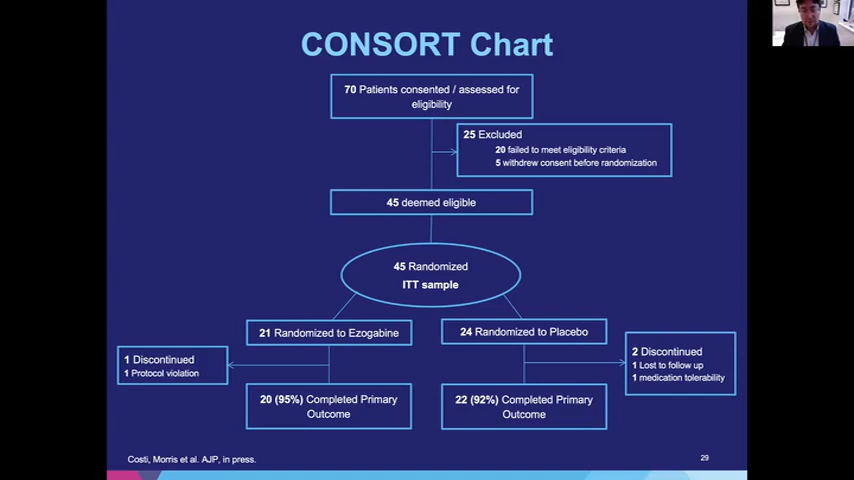 CONSORT Chart
70 Patients consented / assessed for
eligibility
25 Excluded
20 failed to meet eligibility criteria
5 withdrew consent before randomization
45 deemed eligible
45 Randomized
ITT sample
21 Randomized to Ezogabine
24 Randomized to Placebo
1 Discontinued
1 Protocol violation
2 Discontinued
1 Lost to follow up
1 medication tolerability
20 (95%) Completed Primary
Outcome
22 (92%) Completed Primary
Outcome
Costi, Morris et al. AJP, in press.
29